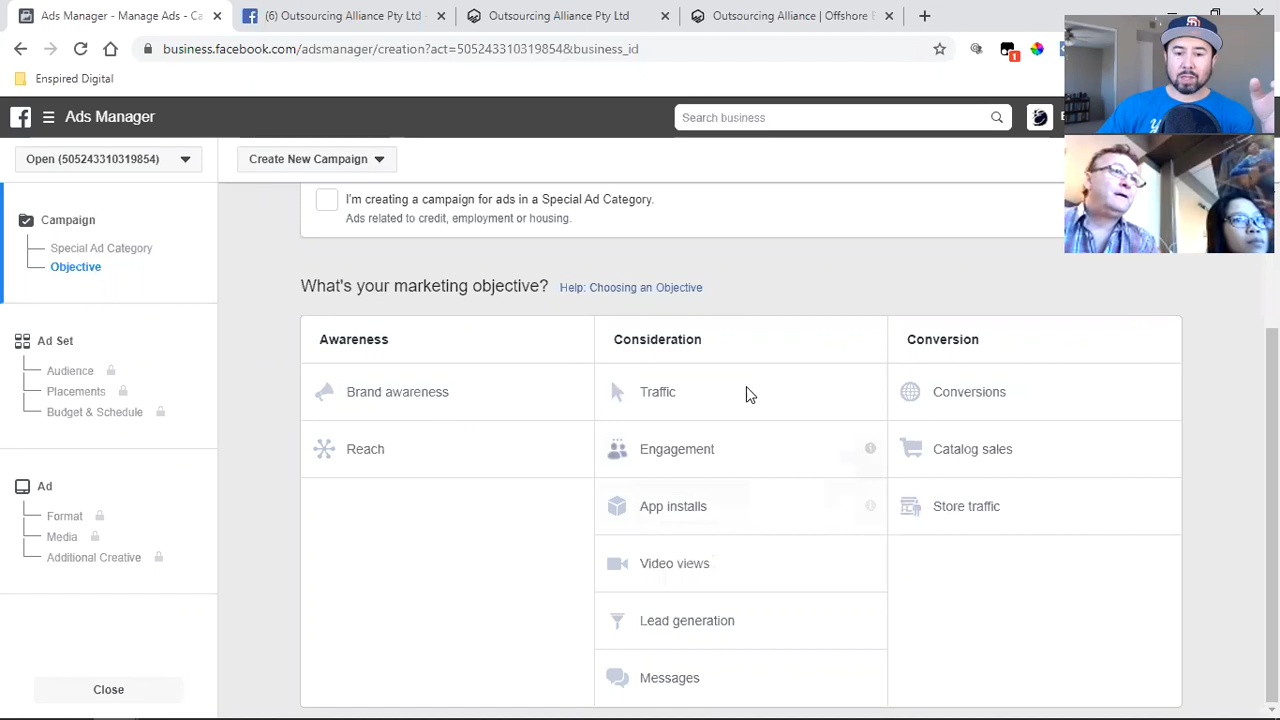 Ads Manager - Manage Ads - Ca
(6) Outsourcing Alliance Pty Ltd -
Outsourcing Alliance Pty Ltd
Outsourcing Alliance | Offshore E
business.facebook.com/adsmanager/creation?act=505243310319854&business_id
1
Enspired Digital
Ads Manager
Search business
Open (505243310319854)
Create New Campaign
Campaign
Special Ad Category
Objective
Ad Set
Audience
Placements
Budget & Schedule
Ad
Format
Media
Additional Creative
Close
I'm creating a campaign for ads in a Special Ad Category.
Ads related to credit, employment or housing.
What's your marketing objective?
Help: Choosing an Objective
Awareness
Brand awareness
Reach
Consideration
Traffic
Engagement
App installs
Video views
Lead generation
Messages
Conversion
Conversions
Catalog sales
Store traffic